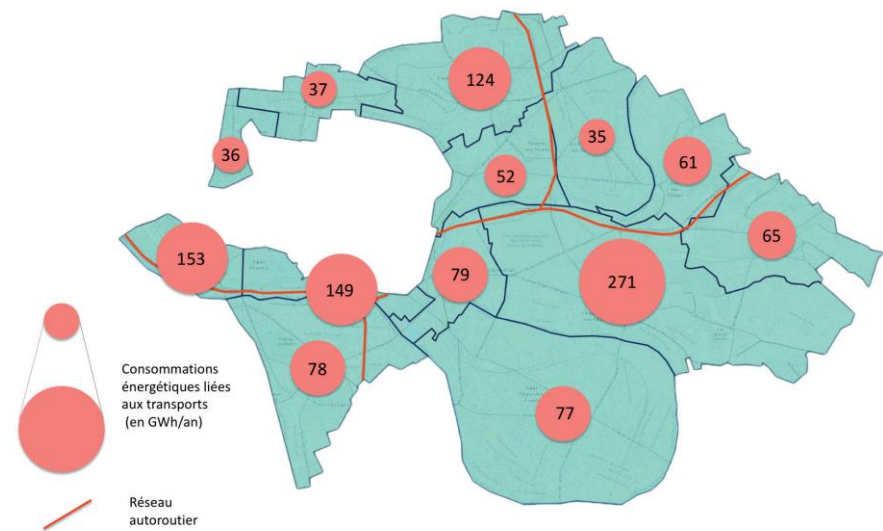 124
37
35
36
61
52
65
153
79
271
149
78
77
Consommations
énergétiques liées
aux transports
(en GWh/an)
Réseau
autoroutier